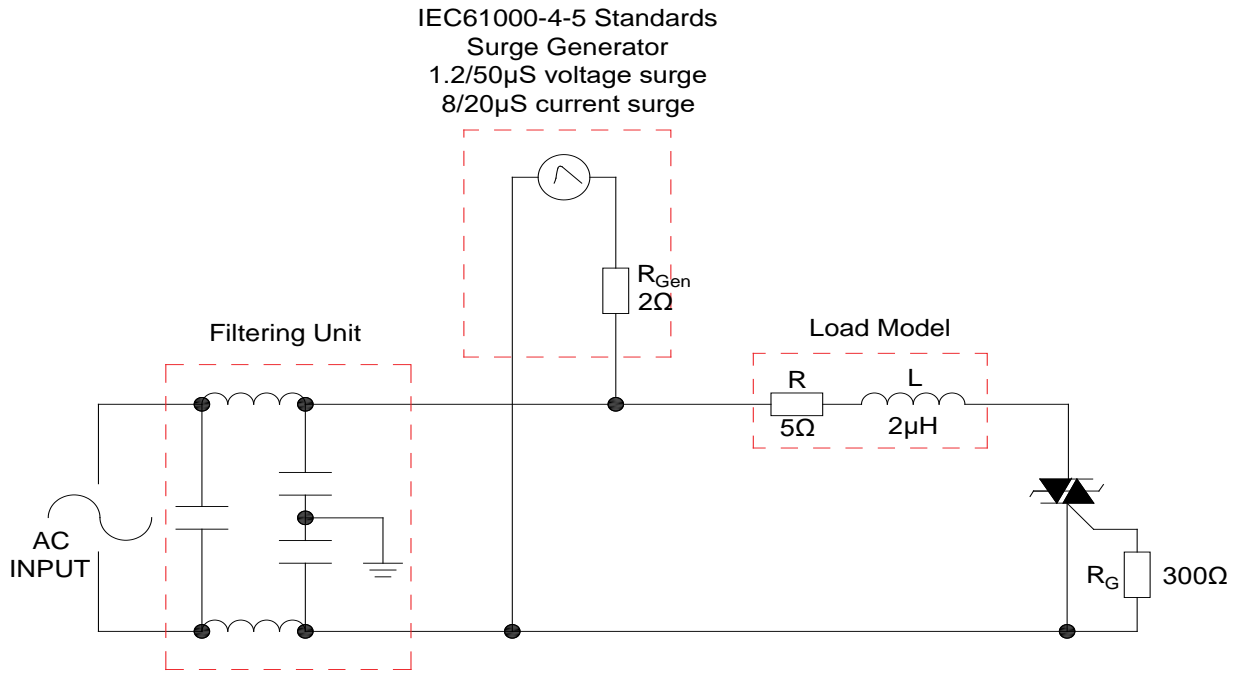 IEC61000-4-5 Standards
Surge Generator
1.2/50µS voltage surge
8/20µS current surge
RGen
2Ω
Filtering Unit
Load Model
R
L
5Ω
2µH
AC
INPUT
RG
300Ω